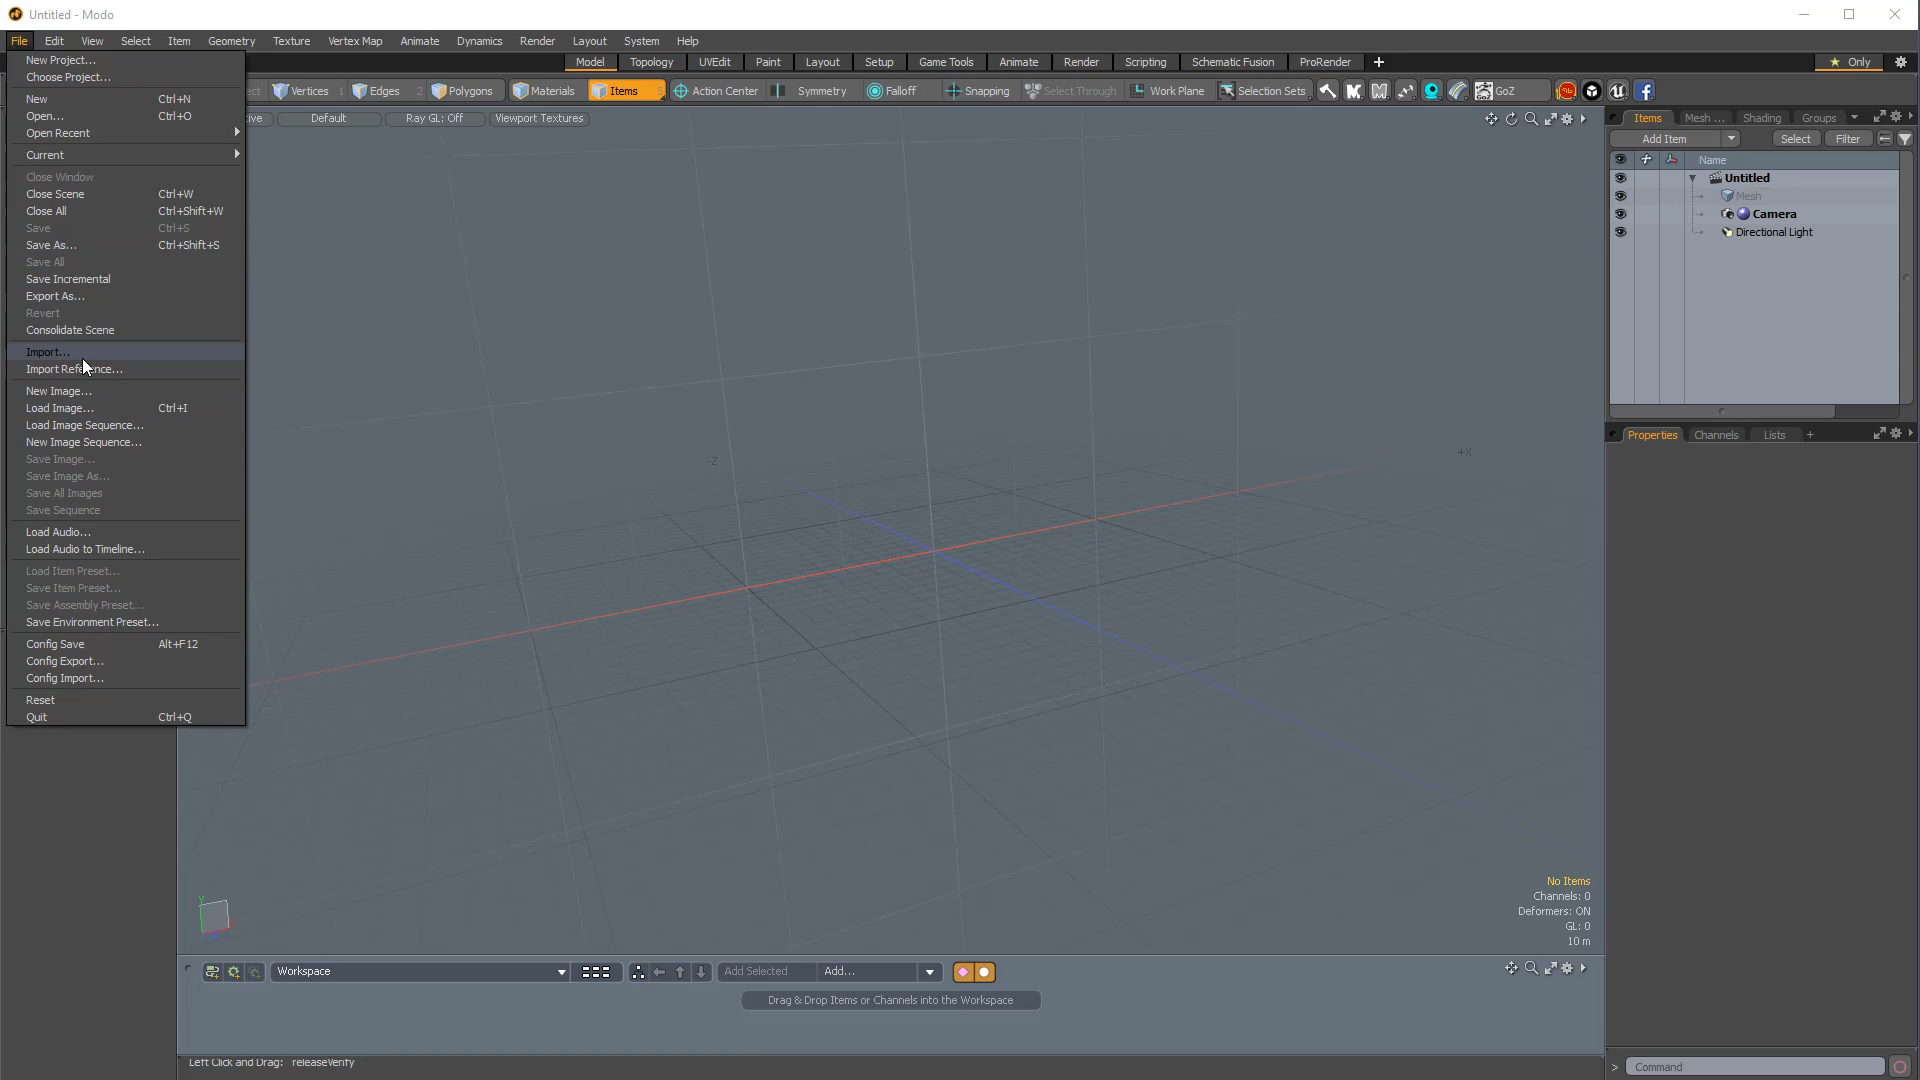 Untitled - Modo
File Edit View Select Item Geometry Texture Vertex Map Animate Dynamics Render Layout System Help
Model Topology UVEdit Paint Layout Setup Game Tools Animate Render Scripting Schematic Fusion ProRender + Only
Vertices 1 Edges 2 Polygons Materials Items 5 Action Center Symmetry Falloff Snapping Select Through Work Plane Selection Sets GoZ
Default Ray GL: Off Viewport Textures
New Project...
Choose Project...
New Ctrl+N
Open... Ctrl+O
Open Recent
Current
Close Window
Close Scene Ctrl+W
Close All Ctrl+Shift+W
Save Ctrl+S
Save As... Ctrl+Shift+S
Save All
Save Incremental
Export As...
Revert
Consolidate Scene
Import...
Import Reference...
New Image...
Load Image... Ctrl+I
Load Image Sequence...
New Image Sequence...
Save Image...
Save Image As...
Save All Images
Save Sequence
Load Audio...
Load Audio to Timeline...
Load Item Preset...
Save Item Preset...
Save Assembly Preset...
Save Environment Preset...
Config Save Alt+F12
Config Export...
Config Import...
Reset
Quit Ctrl+Q
-Z
+X
Y
No Items
Channels: 0
Deformers: ON
GL: 0
10 m
Items Mesh ... Shading Groups
Add Item Select Filter
Name
Untitled
Mesh
Camera
Directional Light
Properties Channels Lists +
Workspace Add Selected Add...
Drag & Drop Items or Channels into the Workspace
Left Click and Drag: releaseVerify
> Command